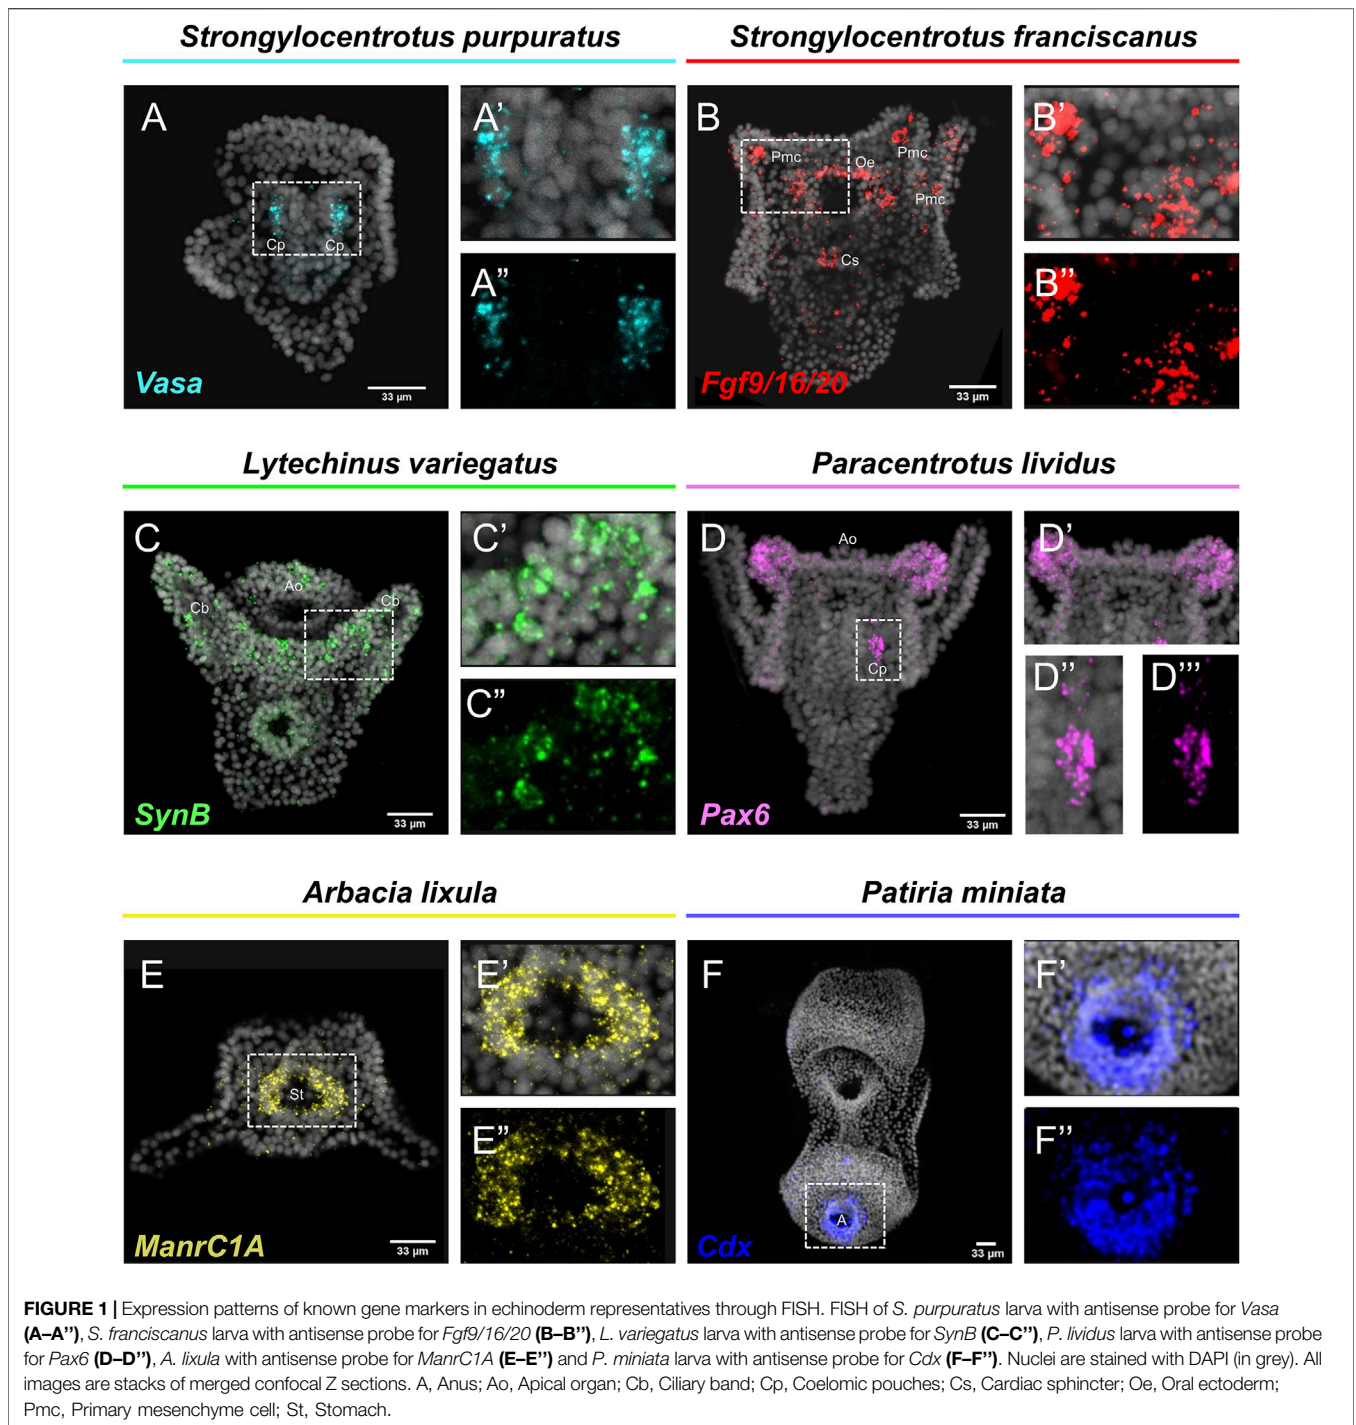 Strongylocentrotus purpuratus
Strongylocentrotus franciscanus
A
Cp
Cp
Vasa
33 µm
A’
A”
B
Pmc
Oe
Pmc
Pmc
Cs
Fgf9/16/20
33 µm
B’
B”
Lytechinus variegatus
Paracentrotus lividus
C
Ao
Cb
Cb
SynB
33 µm
C’
C”
D
Ao
Cp
Pax6
33 µm
D’
D”
D”’
Arbacia lixula
Patiria miniata
E
St
ManrC1A
33 µm
E’
E”
F
A
Cdx
33 µm
F’
F”
FIGURE 1 | Expression patterns of known gene markers in echinoderm representatives through FISH. FISH of S. purpuratus larva with antisense probe for Vasa
(A–A”), S. franciscanus larva with antisense probe for Fgf9/16/20 (B–B”), L. variegatus larva with antisense probe for SynB (C–C”), P. lividus larva with antisense probe
for Pax6 (D–D”), A. lixula with antisense probe for ManrC1A (E–E”) and P. miniata larva with antisense probe for Cdx (F–F”). Nuclei are stained with DAPI (in grey). All
images are stacks of merged confocal Z sections. A, Anus; Ao, Apical organ; Cb, Ciliary band; Cp, Coelomic pouches; Cs, Cardiac sphincter; Oe, Oral ectoderm;
Pmc, Primary mesenchyme cell; St, Stomach.